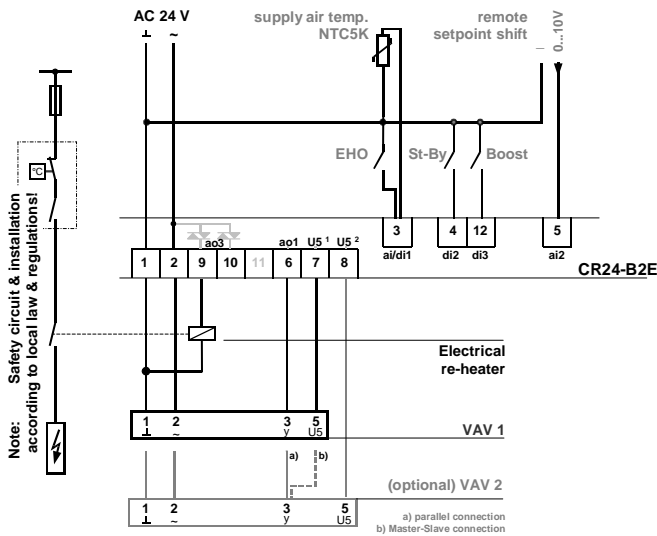 AC 24 V
⊥ ~
supply air temp.
NTC5K
remote
setpoint shift
–
0...10V
°C
EHO
St-By
Boost
3
4
12
5
ai/di1
di2
di3
ai2
ao3
ao1
U5 1
U5 2
1
2
9
10
11
6
7
8
CR24-B2E
Note: Safety circuit & installation
according to local law & regulations!
Electrical
re-heater
1
2
3
5
⊥
~
y
U5
VAV 1
a)
b)
(optional) VAV 2
1
2
3
5
⊥
~
y
U5
a) parallel connection
b) Master-Slave connection